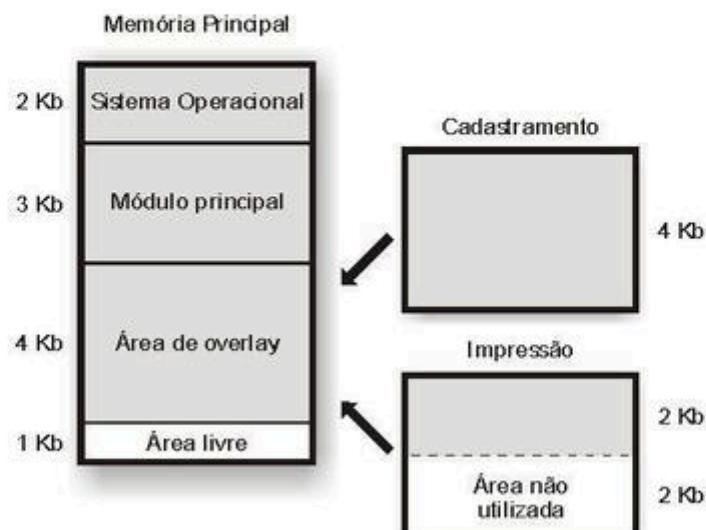 Memória Principal
2 Kb
Sistema Operacional
3 Kb
Módulo principal
4 Kb
Área de overlay
1 Kb
Área livre
Cadastramento
4 Kb
Impressão
2 Kb
Área não
utilizada
2 Kb